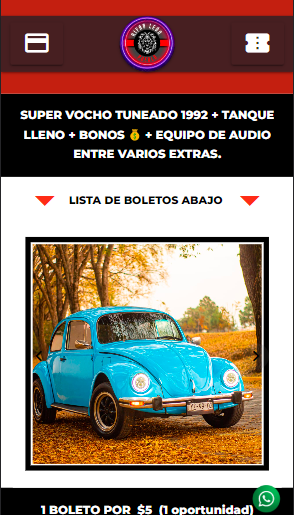 SUPER VOCHO TUNEADO 1992 + TANQUE
LLENO + BONOS 💰 + EQUIPO DE AUDIO
ENTRE VARIOS EXTRAS.
LISTA DE BOLETOS ABAJO
1 BOLETO POR $5 (1 oportunidad)